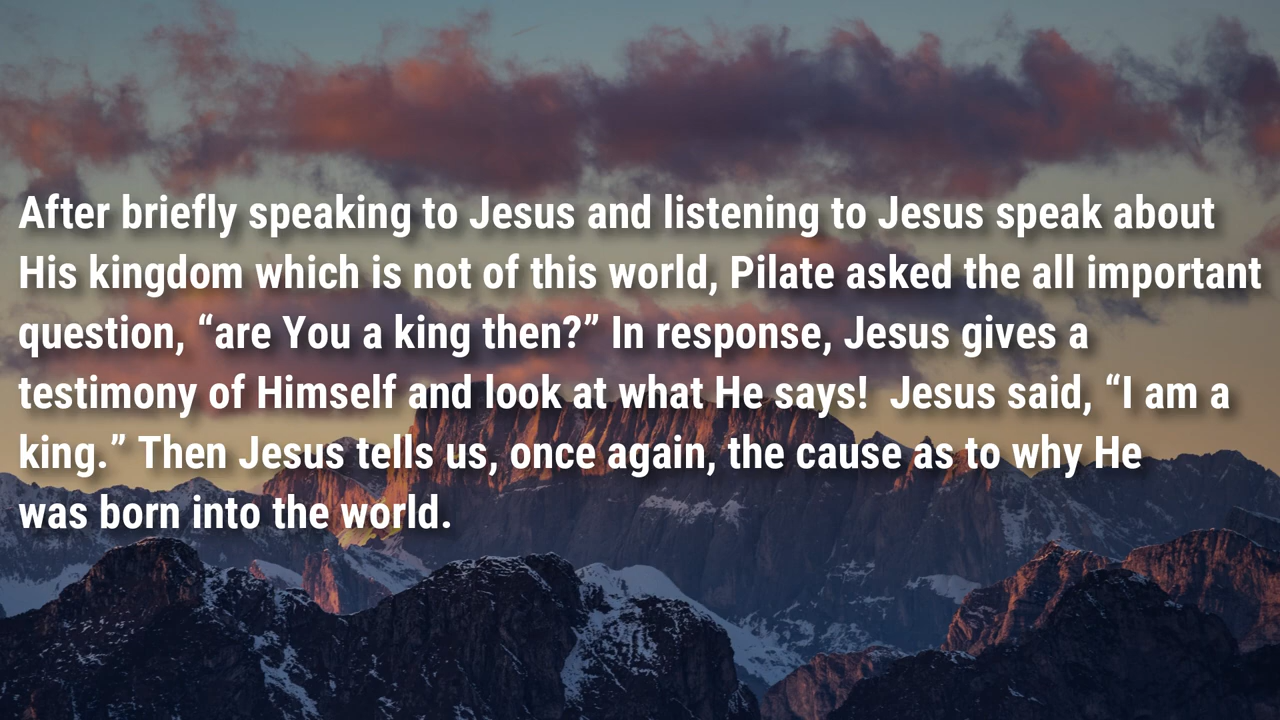 After briefly speaking to Jesus and listening to Jesus speak about
His kingdom which is not of this world, Pilate asked the all important
question, “are You a king then?” In response, Jesus gives a
testimony of Himself and look at what He says!  Jesus said, “I am a
king.” Then Jesus tells us, once again, the cause as to why He
was born into the world.